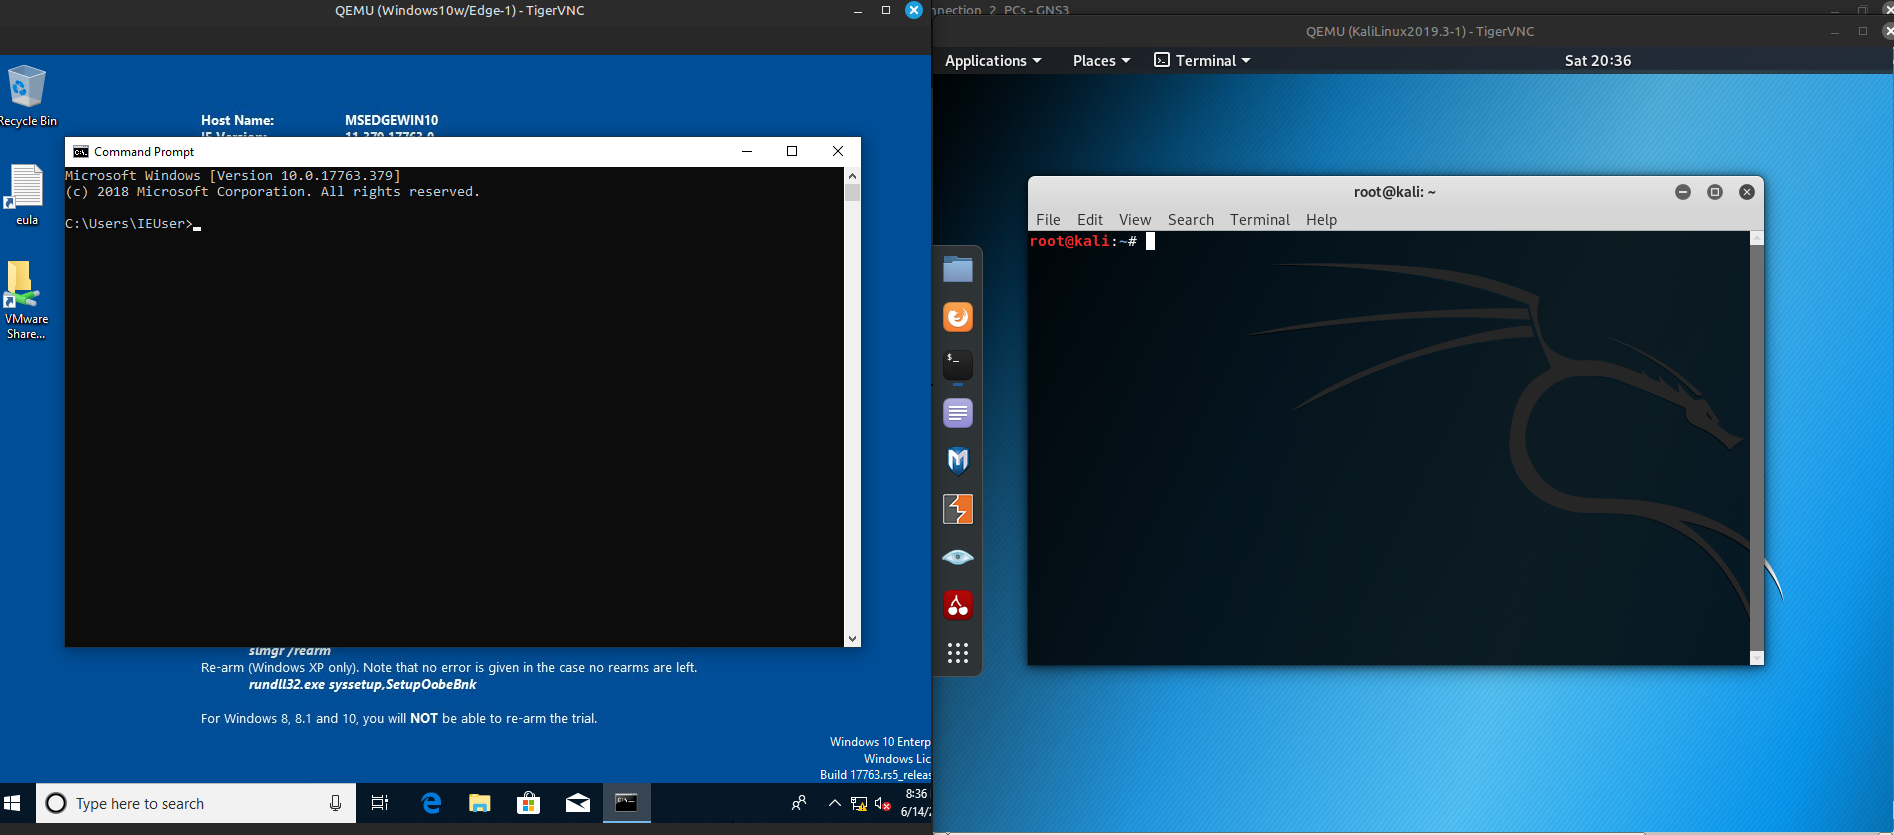 QEMU (Windows10w/Edge-1) - TigerVNC
Recycle Bin
eula
VMware
Share...
Host Name: MSEDGEWIN10
Command Prompt
Microsoft Windows [Version 10.0.17763.379]
(c) 2018 Microsoft Corporation. All rights reserved.
C:\Users\IEUser>
slmgr /rearm
Re-arm (Windows XP only). Note that no error is given in the case no rearms are left.
rundll32.exe syssetup,SetupOobeBnk
For Windows 8, 8.1 and 10, you will NOT be able to re-arm the trial.
Windows 10 Enterp
Windows Lic
Build 17763.rs5_releas
Type here to search
8:36
6/14/2
nnection_2_PCs - GNS3
QEMU (KaliLinux2019.3-1) - TigerVNC
Applications Places Terminal Sat 20:36
root@kali: ~
File Edit View Search Terminal Help
root@kali:~#